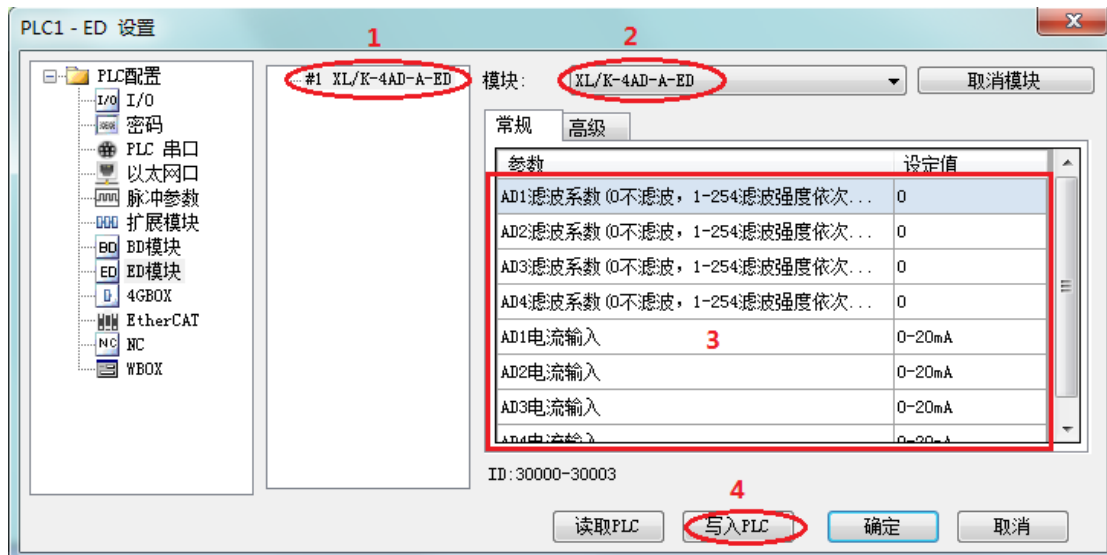 PLC1 - ED 设置
1
2
PLC配置
I/O I/O
密码
PLC 串口
以太网口
脉冲参数
扩展模块
BD BD模块
ED ED模块
4GBOX
EtherCAT
NC NC
WBOX
#1 XL/K-4AD-A-ED
模块: XL/K-4AD-A-ED 取消模块
常规 高级
参数 设定值
AD1滤波系数(0不滤波，1-254滤波强度依次... 0
AD2滤波系数(0不滤波，1-254滤波强度依次... 0
AD3滤波系数(0不滤波，1-254滤波强度依次... 0
AD4滤波系数(0不滤波，1-254滤波强度依次... 0
AD1电流输入 0-20mA
3
AD2电流输入 0-20mA
AD3电流输入 0-20mA
AD4电流输入 0-20mA
ID:30000-30003
4
读取PLC 写入PLC 确定 取消